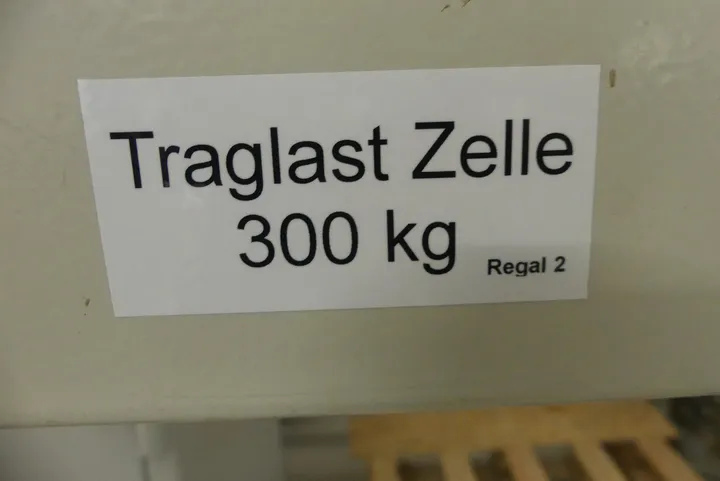 Traglast Zelle
300 kg
Regal 2